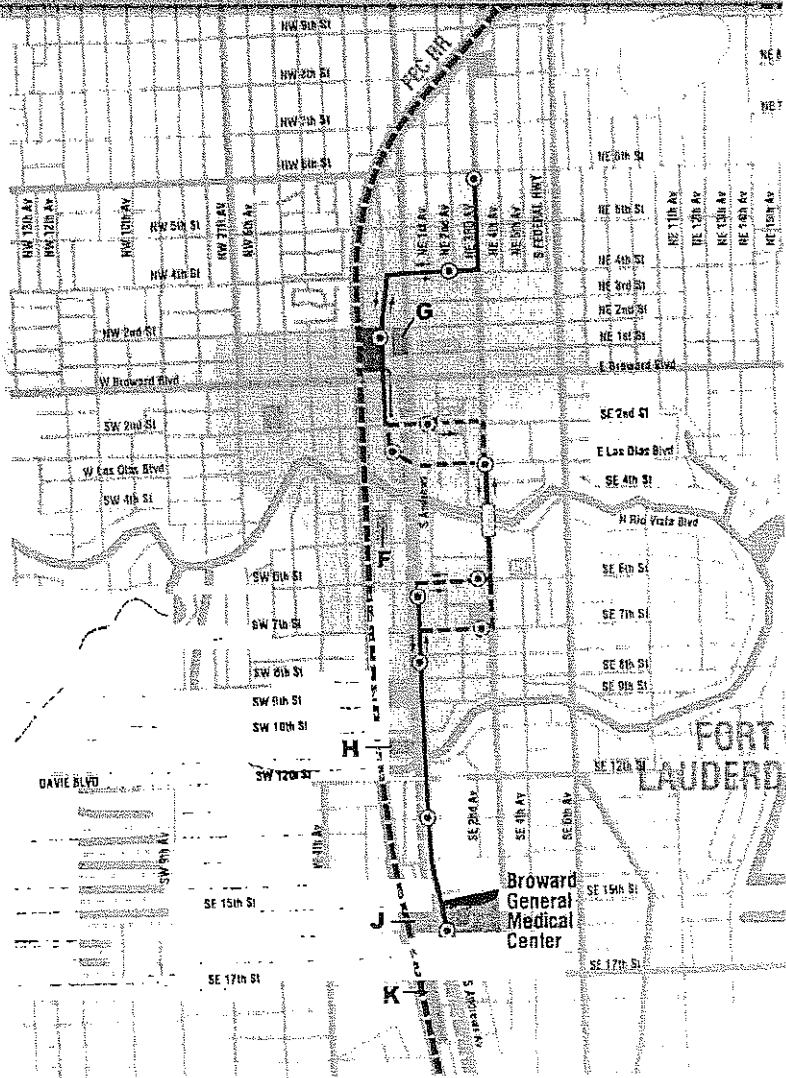 NW 9th St
NW 8th St
NW 7th St
NW 6th St
FEC RR
NE 6th St
NW 13th Av
NW 12th Av
NW 10th Av
NW 7th Av
NW 6th Av
NW 5th St
NW 4th St
NE 1st Av
NE 2nd Av
NE 3rd Av
NE 4th Av
NE 5th Av
S FEDERAL HWY
NE 5th St
NE 4th St
NE 3rd St
NE 2nd St
NE 1st St
NE 11th Av
NE 12th Av
NE 13th Av
NE 14th Av
NE 15th Av
G
NW 2nd St
W Broward Blvd
E Broward Blvd
SW 2nd St
SE 2nd St
W Las Olas Blvd
E Las Olas Blvd
SW 4th St
SE 4th St
S Andrews
N Rio Vista Blvd
F
SW 6th St
SE 6th St
SW 7th St
SE 7th St
SW 8th St
SE 8th St
SW 9th St
SE 9th St
SW 10th St
H
FORT
LAUDERD
DAVIE BLVD
SW 12th St
SE 12th St
SW 9th Av
SE 2nd Av
SE 4th Av
SE 6th Av
Broward
General
Medical
Center
SE 15th St
SE 15th St
J
SE 17th St
SE 17th St
K
S Andrews Av